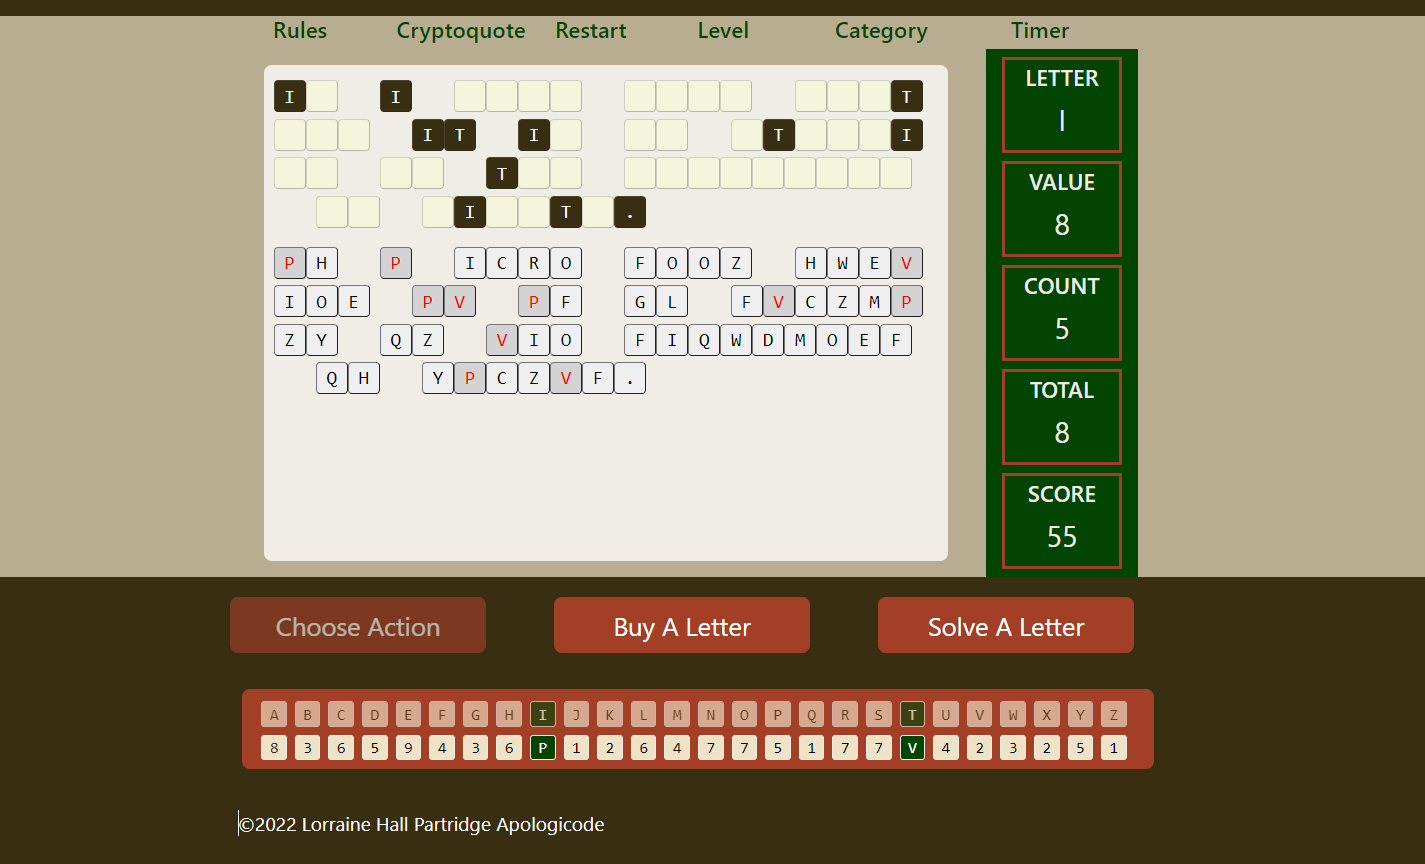 Rules Cryptoquote Restart Level Category Timer
I I T
I T I T I
T
I T .
P H P I C R O F O O Z H W E V
I O E P V P F G L F V C Z M P
Z Y Q Z V I O F I Q W D M O E F
Q H Y P C Z V F .
LETTER
I
VALUE
8
COUNT
5
TOTAL
8
SCORE
55
Choose Action Buy A Letter Solve A Letter
A B C D E F G H I J K L M N O P Q R S T U V W X Y Z
8 3 6 5 9 4 3 6 P 1 2 6 4 7 7 5 1 7 7 V 4 2 3 2 5 1
©2022 Lorraine Hall Partridge Apologicode